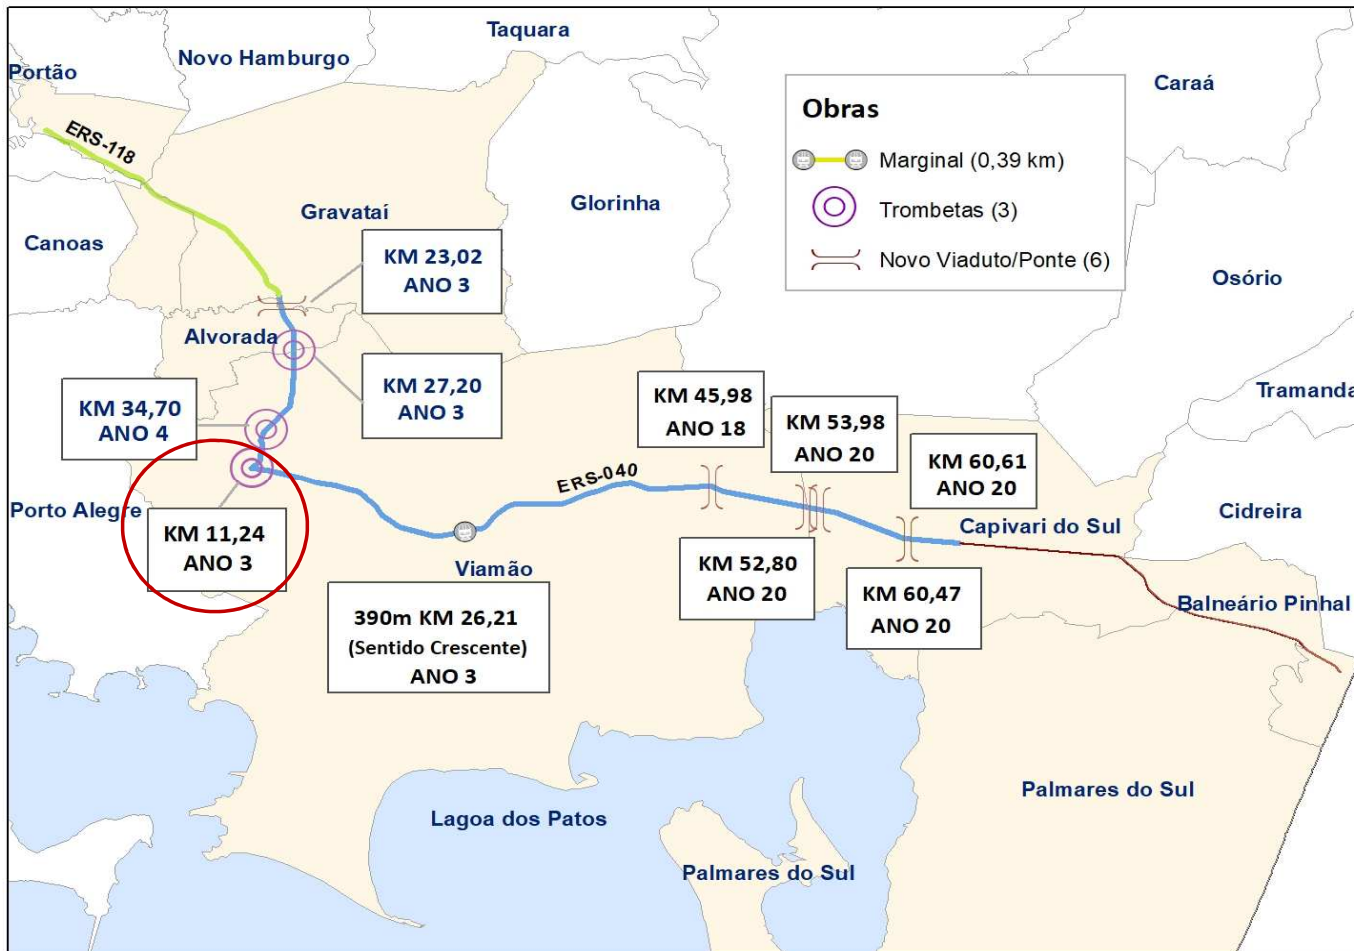 Taquara
Novo Hamburgo
Portão
Caraá
Obras
Marginal (0,39 km)
Trombetas (3)
Novo Viaduto/Ponte (6)
ERS-118
Gravataí
Glorinha
Canoas
Osório
KM 23,02
ANO 3
Alvorada
KM 27,20
ANO 3
KM 34,70
ANO 4
KM 45,98
ANO 18
KM 53,98
ANO 20
Tramanda
KM 60,61
ANO 20
ERS-040
Porto Alegre
KM 11,24
ANO 3
Capivari do Sul
Cidreira
Viamão
KM 52,80
ANO 20
KM 60,47
ANO 20
Balneário Pinhal
390m KM 26,21
(Sentido Crescente)
ANO 3
Palmares do Sul
Lagoa dos Patos
Palmares do Sul